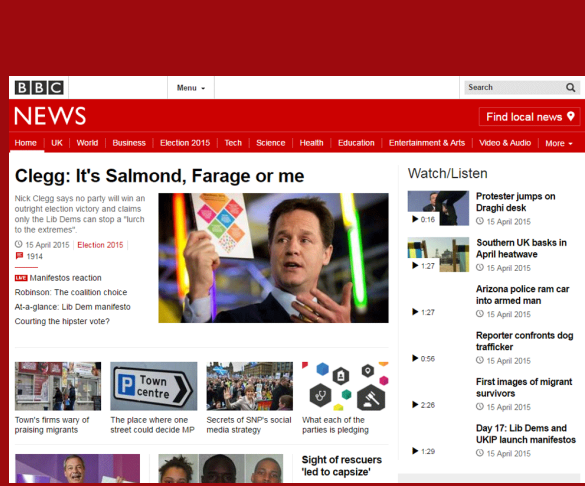 BBC
Menu
Search
NEWS
Find local news
Home UK World Business Election 2015 Tech Science Health Education Entertainment & Arts Video & Audio More
Clegg: It's Salmond, Farage or me
Nick Clegg says no party will win an
outright election victory and claims
only the Lib Dems can stop a "lurch
to the extremes".
15 April 2015 Election 2015
1914
LIVE Manifestos reaction
Robinson: The coalition choice
At-a-glance: Lib Dem manifesto
Courting the hipster vote?
P Town
centre
Town's firms wary of
praising migrants
The place where one
street could decide MP
Secrets of SNP's social
media strategy
What each of the
parties is pledging
Sight of rescuers
'led to capsize'
Watch/Listen
Protester jumps on
Draghi desk
0:16
15 April 2015
Southern UK basks in
April heatwave
1:27
15 April 2015
Arizona police ram car
into armed man
1:27
15 April 2015
Reporter confronts dog
trafficker
0:56
15 April 2015
First images of migrant
survivors
2:26
15 April 2015
Day 17: Lib Dems and
UKIP launch manifestos
1:29
15 April 2015